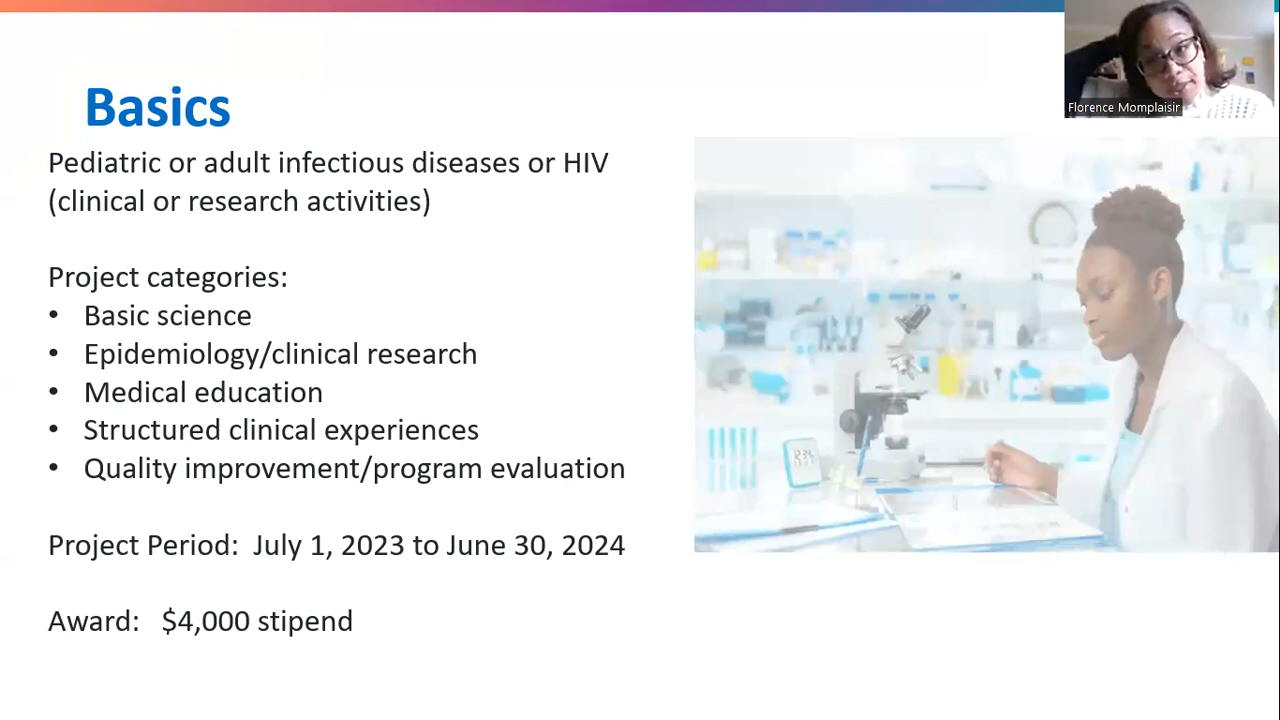 Basics
Florence Momplaisir
Pediatric or adult infectious diseases or HIV
(clinical or research activities)
Project categories:
• Basic science
• Epidemiology/clinical research
• Medical education
• Structured clinical experiences
• Quality improvement/program evaluation
Project Period: July 1, 2023 to June 30, 2024
Award: $4,000 stipend